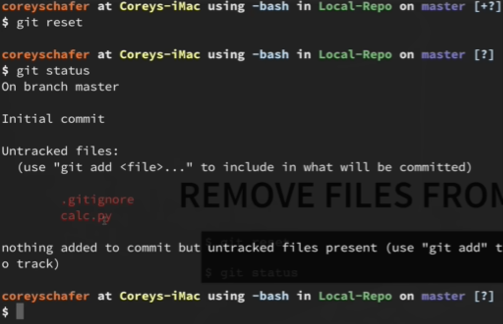 coreyschafer at Coreys-iMac using -bash in Local-Repo on master [+?]
$ git reset
coreyschafer at Coreys-iMac using -bash in Local-Repo on master [?]
$ git status
On branch master
Initial commit
Untracked files:
(use "git add <file>..." to include in what will be committed)
.gitignore
REMOVE FILES FROM
calc.py
nothing added to commit but untracked files present (use "git add" t
o track)
$ git status
coreyschafer at Coreys-iMac using -bash in Local-Repo on master [?]
$